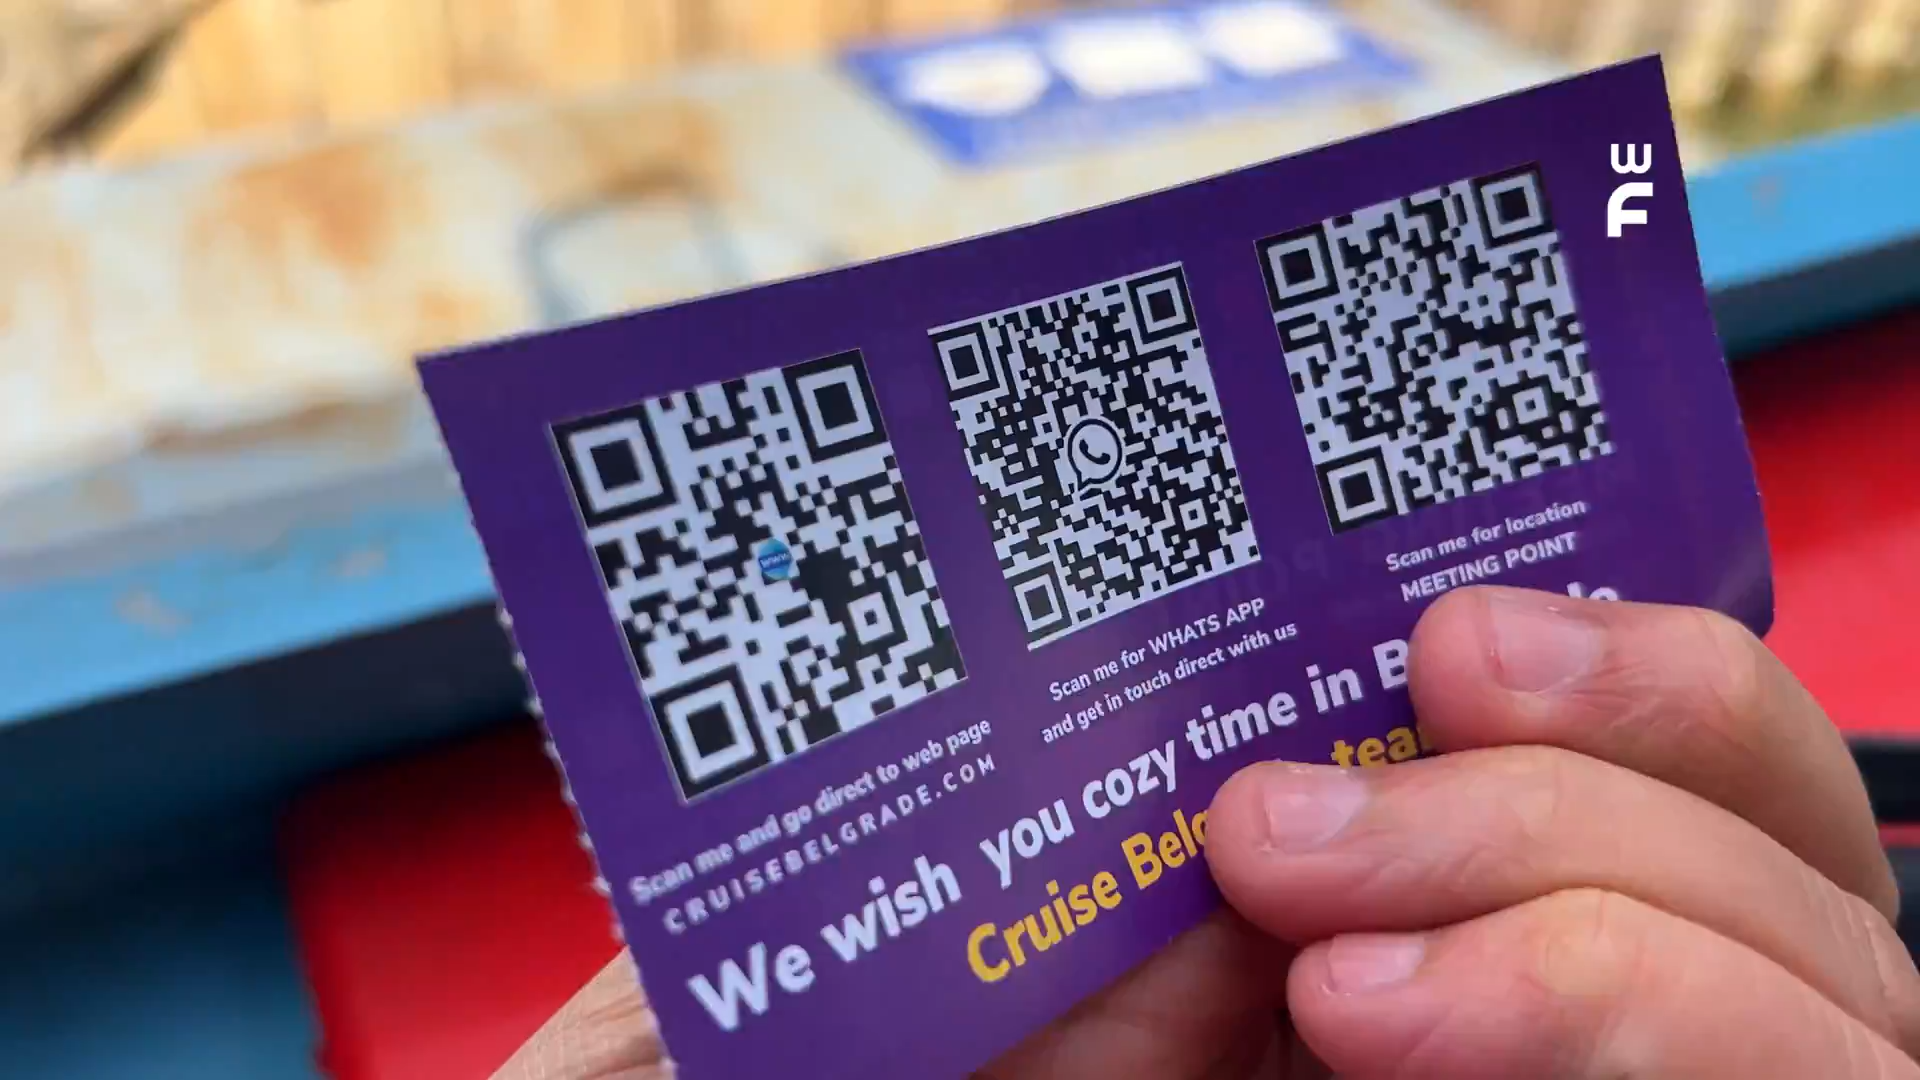 Scan me and go direct to web page
CRUISEBELGRADE.COM
Scan me for WHATS APP
and get in touch direct with us
Scan me for location
MEETING POINT
We wish you cozy time in
Cruise
www